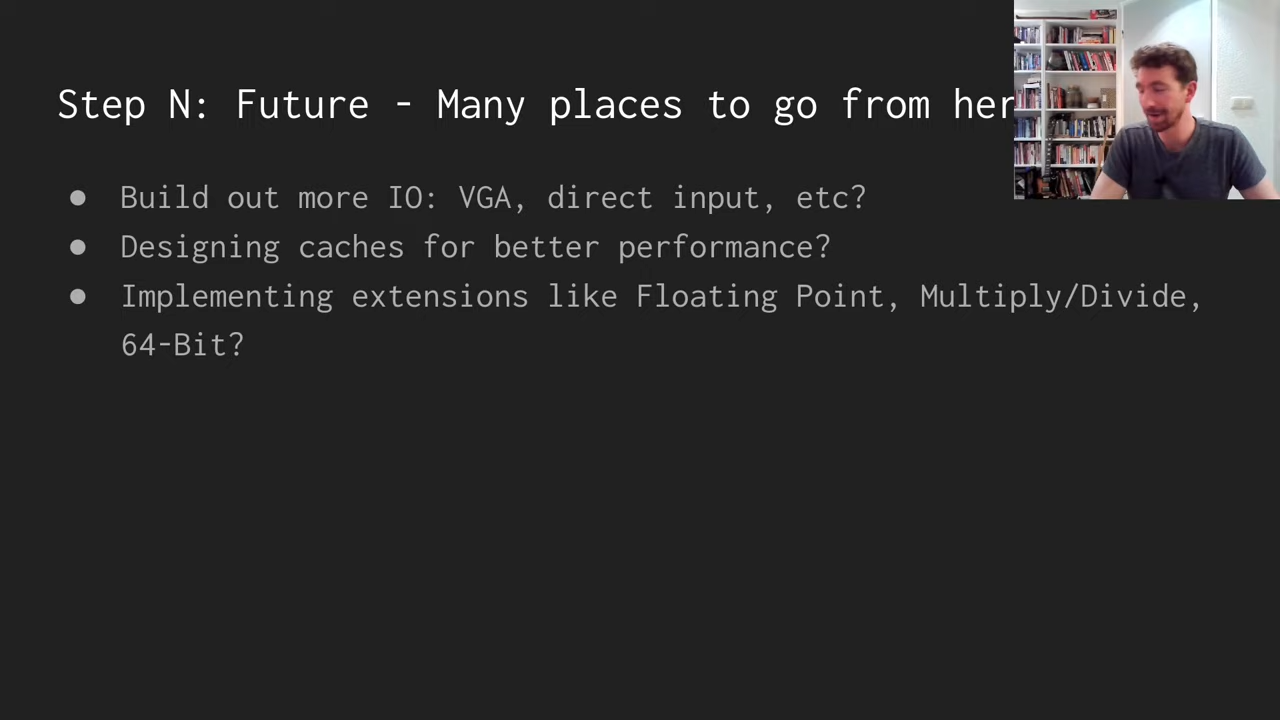 Step N: Future - Many places to go from her
● Build out more IO: VGA, direct input, etc?
● Designing caches for better performance?
● Implementing extensions like Floating Point, Multiply/Divide,
64-Bit?